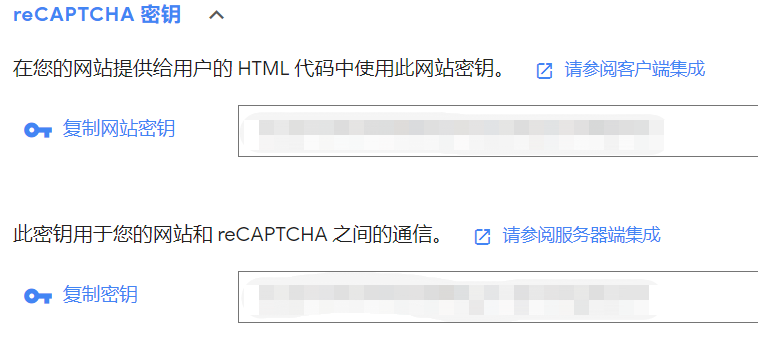 reCAPTCHA 密钥
在您的网站提供给用户的 HTML 代码中使用此网站密钥。 请参阅客户端集成
复制网站密钥
此密钥用于您的网站和 reCAPTCHA 之间的通信。 请参阅服务器端集成
复制密钥